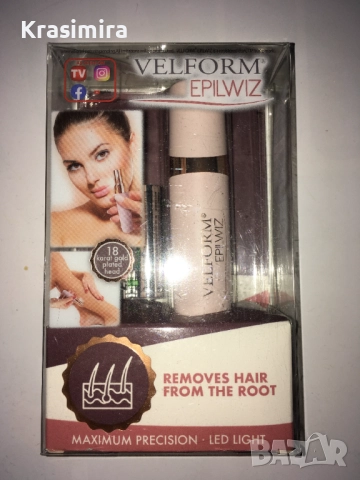 Krasimira
TV
VELFORM®
EPILWIZ
VELFORM®
EPILWIZ
18
karat gold
plated
head
REMOVES HAIR
FROM THE ROOT
MAXIMUM PRECISION · LED LIGHT
BAZAR